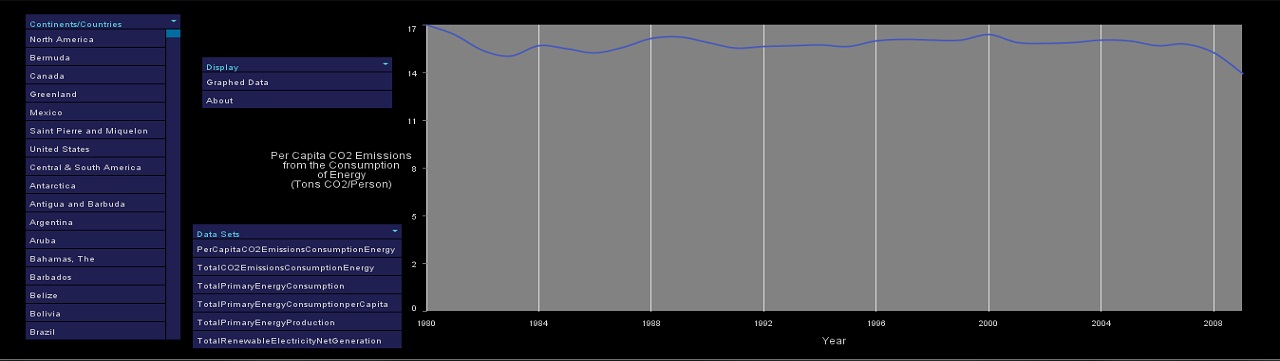 Continents/Countries
North America
Bermuda
Canada
Greenland
Mexico
Saint Pierre and Miquelon
United States
Central & South America
Antarctica
Antigua and Barbuda
Argentina
Aruba
Bahamas, The
Barbados
Belize
Bolivia
Brazil
Display
Graphed Data
About
Per Capita CO2 Emissions
from the Consumption
of Energy
(Tons CO2/Person)
Data Sets
PerCapitaCO2EmissionsConsumptionEnergy
TotalCO2EmissionsConsumptionEnergy
TotalPrimaryEnergyConsumption
TotalPrimaryEnergyConsumptionperCapita
TotalPrimaryEnergyProduction
TotalRenewableElectricityNetGeneration
17
14
11
8
5
2
0
1980 1984 1988 1992 1996 2000 2004 2008
Year